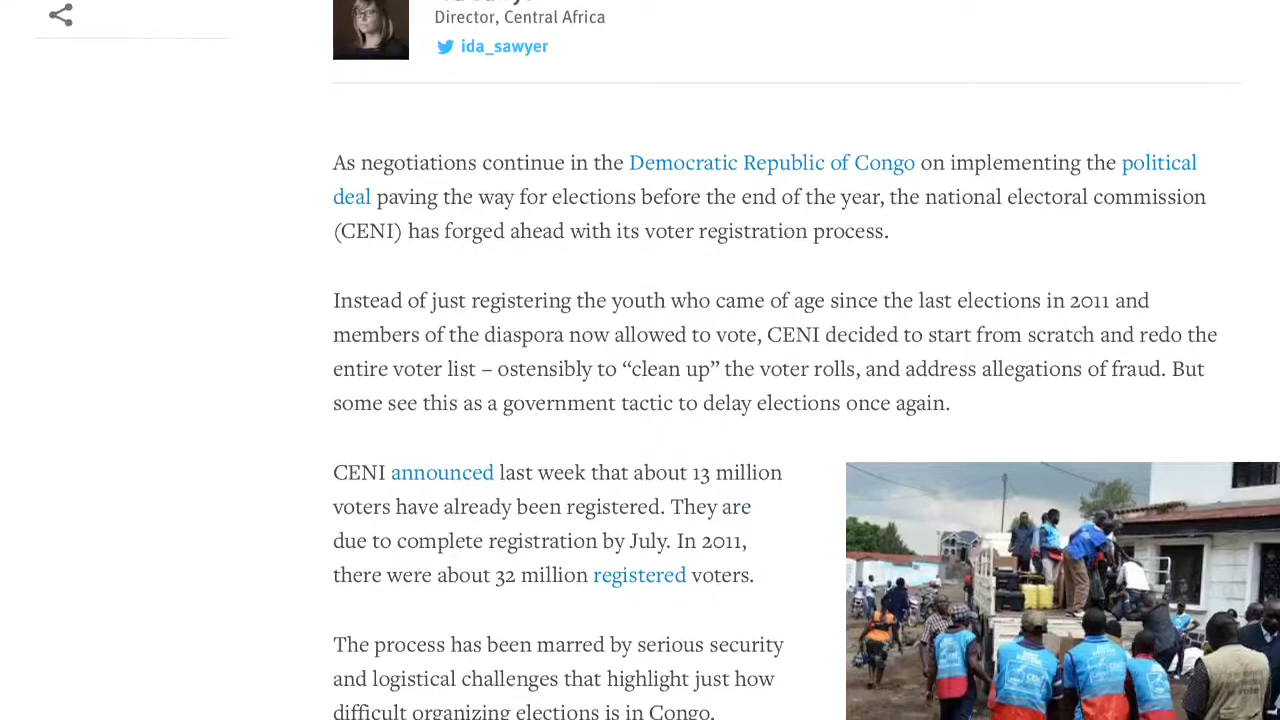 Director, Central Africa
ida_sawyer
As negotiations continue in the Democratic Republic of Congo on implementing the political
deal paving the way for elections before the end of the year, the national electoral commission
(CENI) has forged ahead with its voter registration process.
Instead of just registering the youth who came of age since the last elections in 2011 and
members of the diaspora now allowed to vote, CENI decided to start from scratch and redo the
entire voter list – ostensibly to “clean up” the voter rolls, and address allegations of fraud. But
some see this as a government tactic to delay elections once again.
CENI announced last week that about 13 million
voters have already been registered. They are
due to complete registration by July. In 2011,
there were about 32 million registered voters.
The process has been marred by serious security
and logistical challenges that highlight just how
difficult organizing elections is in Congo.